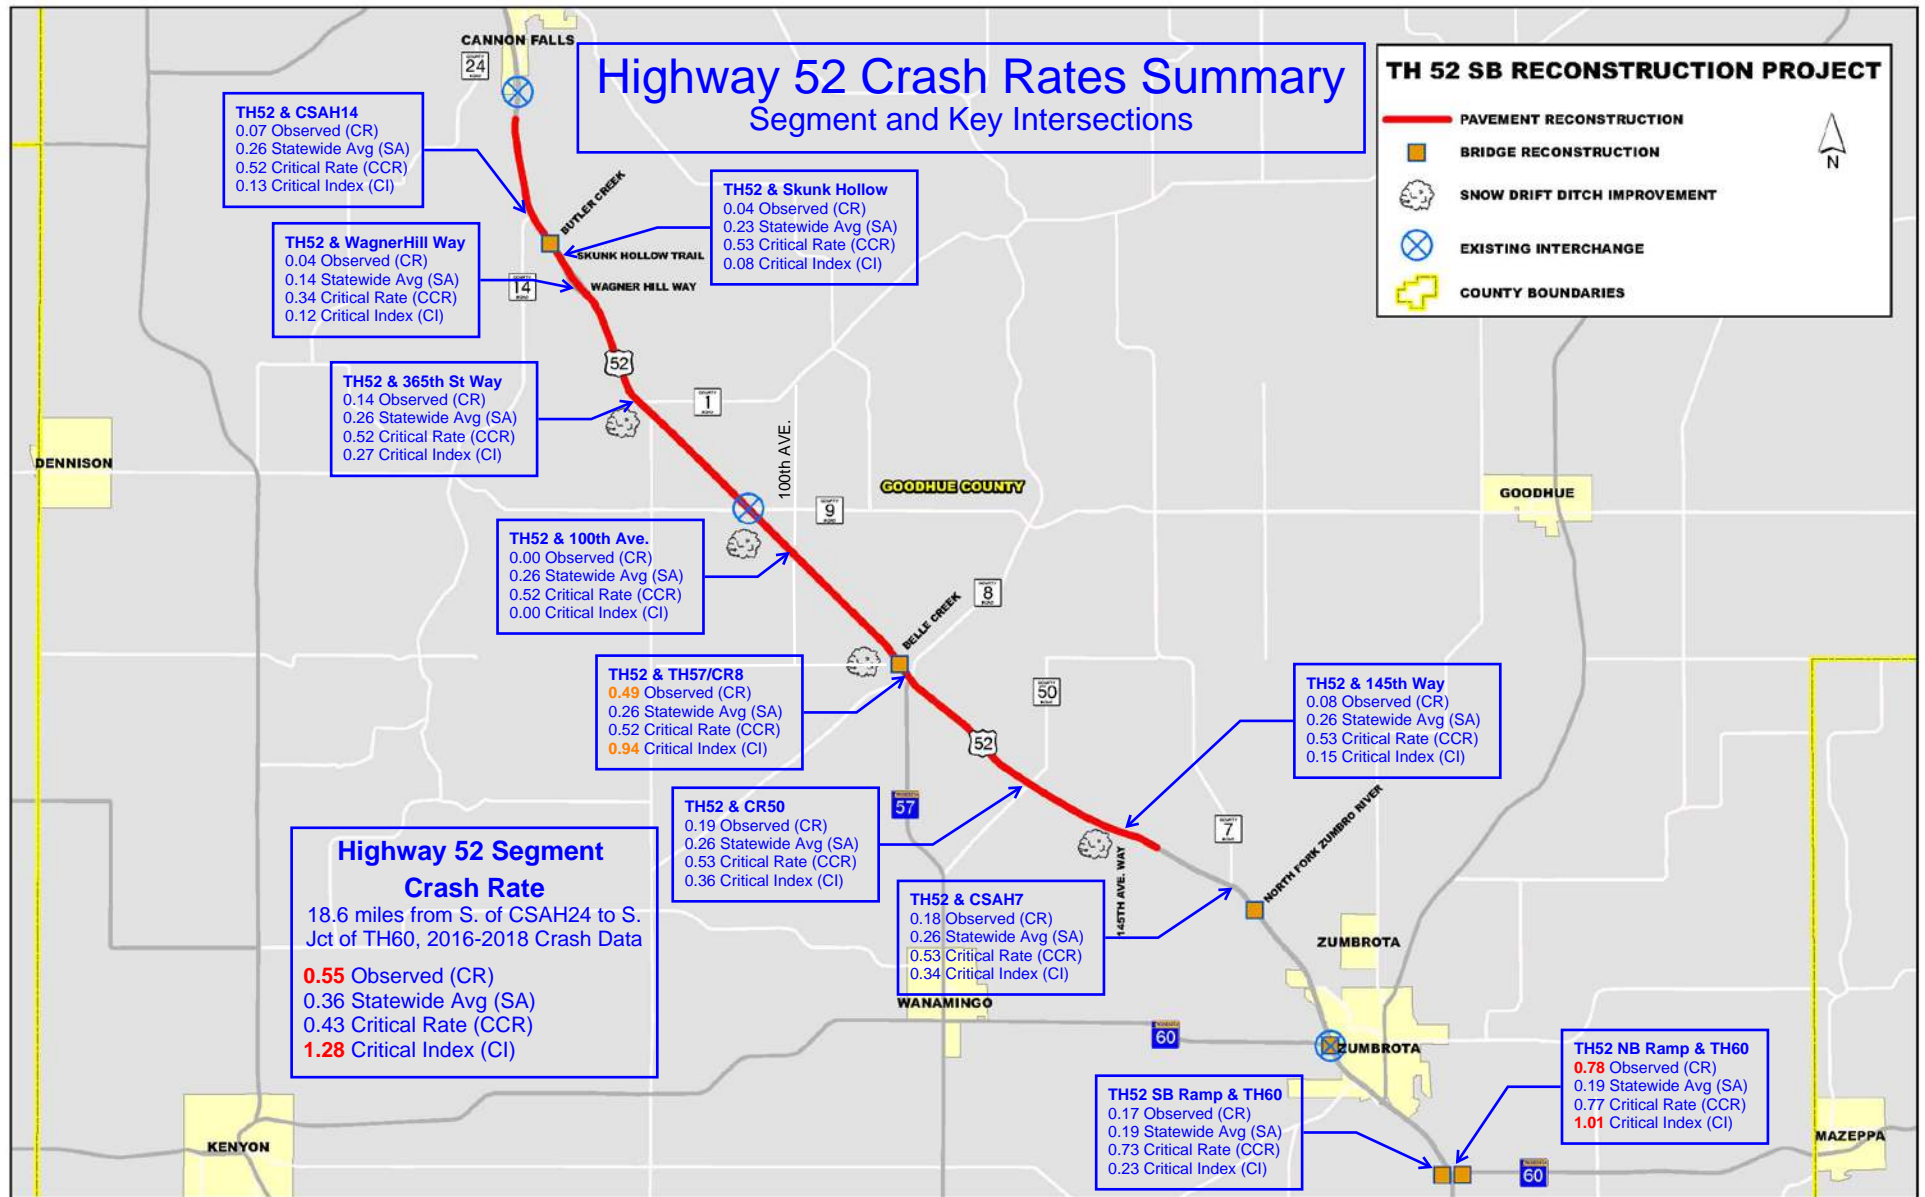 CANNON FALLS
COUNTY
24
ROAD
Highway 52 Crash Rates Summary
Segment and Key Intersections
TH 52 SB RECONSTRUCTION PROJECT
PAVEMENT RECONSTRUCTION
BRIDGE RECONSTRUCTION
SNOW DRIFT DITCH IMPROVEMENT
EXISTING INTERCHANGE
COUNTY BOUNDARIES
N
TH52 & CSAH14
0.07 Observed (CR)
0.26 Statewide Avg (SA)
0.52 Critical Rate (CCR)
0.13 Critical Index (CI)
BUTLER CREEK
TH52 & Skunk Hollow
0.04 Observed (CR)
0.23 Statewide Avg (SA)
0.53 Critical Rate (CCR)
0.08 Critical Index (CI)
TH52 & WagnerHill Way
0.04 Observed (CR)
0.14 Statewide Avg (SA)
0.34 Critical Rate (CCR)
0.12 Critical Index (CI)
SKUNK HOLLOW TRAIL
COUNTY
14
ROAD
WAGNER HILL WAY
52
TH52 & 365th St Way
0.14 Observed (CR)
0.26 Statewide Avg (SA)
0.52 Critical Rate (CCR)
0.27 Critical Index (CI)
COUNTY
1
ROAD
100th AVE.
DENNISON
GOODHUE COUNTY
GOODHUE
COUNTY
9
ROAD
TH52 & 100th Ave.
0.00 Observed (CR)
0.26 Statewide Avg (SA)
0.52 Critical Rate (CCR)
0.00 Critical Index (CI)
COUNTY
8
ROAD
BELLE CREEK
TH52 & TH57/CR8
0.49 Observed (CR)
0.26 Statewide Avg (SA)
0.52 Critical Rate (CCR)
0.94 Critical Index (CI)
COUNTY
50
ROAD
TH52 & 145th Way
0.08 Observed (CR)
0.26 Statewide Avg (SA)
0.53 Critical Rate (CCR)
0.15 Critical Index (CI)
52
MINNESOTA
57
TH52 & CR50
0.19 Observed (CR)
0.26 Statewide Avg (SA)
0.53 Critical Rate (CCR)
0.36 Critical Index (CI)
COUNTY
7
ROAD
NORTH FORK ZUMBRO RIVER
145TH AVE. WAY
Highway 52 Segment
Crash Rate
18.6 miles from S. of CSAH24 to S.
Jct of TH60, 2016-2018 Crash Data
0.55 Observed (CR)
0.36 Statewide Avg (SA)
0.43 Critical Rate (CCR)
1.28 Critical Index (CI)
TH52 & CSAH7
0.18 Observed (CR)
0.26 Statewide Avg (SA)
0.53 Critical Rate (CCR)
0.34 Critical Index (CI)
WANAMINGO
ZUMBROTA
MINNESOTA
60
ZUMBROTA
TH52 SB Ramp & TH60
0.17 Observed (CR)
0.19 Statewide Avg (SA)
0.73 Critical Rate (CCR)
0.23 Critical Index (CI)
TH52 NB Ramp & TH60
0.78 Observed (CR)
0.19 Statewide Avg (SA)
0.77 Critical Rate (CCR)
1.01 Critical Index (CI)
KENYON
MAZEPPA
MINNESOTA
60